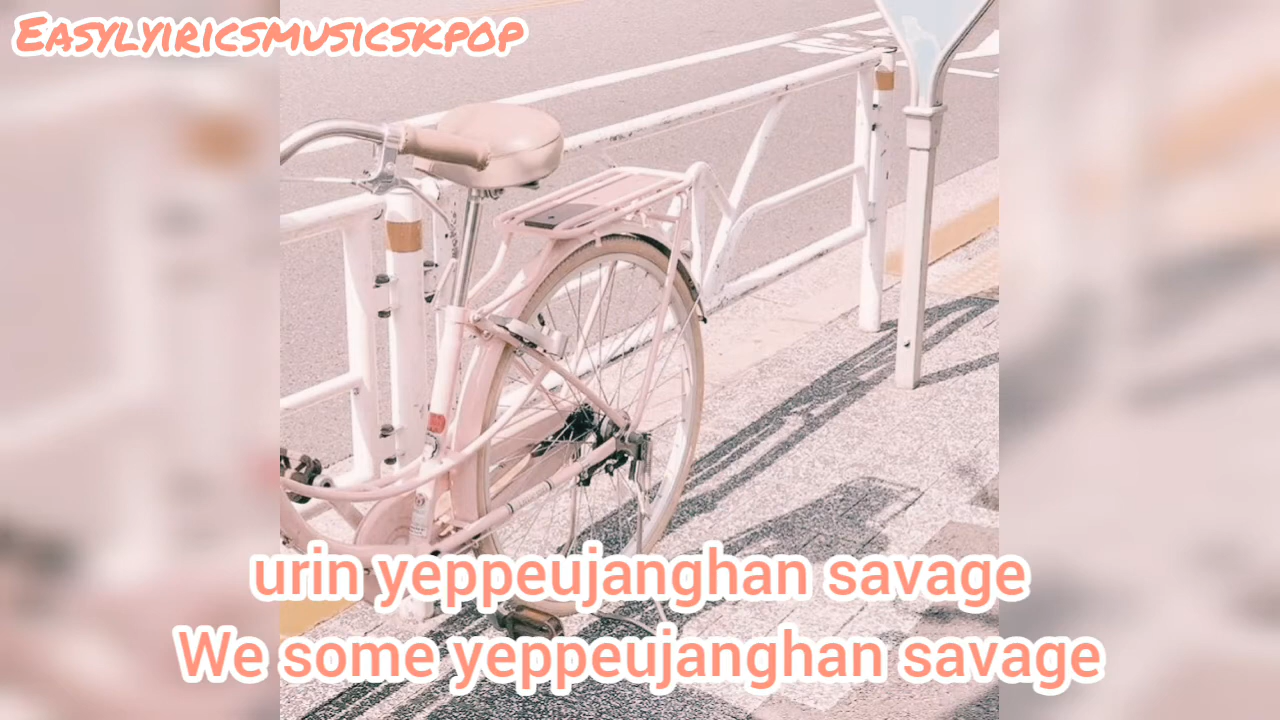 EASYLYIRICSMUSICSKPOP
urin yeppeujanghan savage
We some yeppeujanghan savage